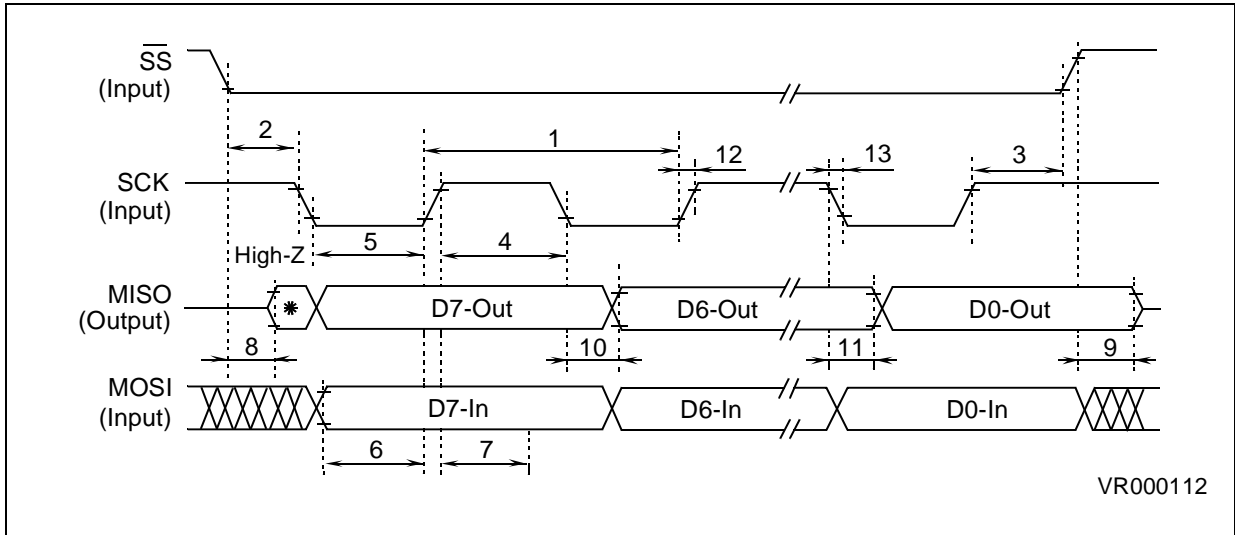 SS
(Input)
2
1
12
13
3
SCK
(Input)
High-Z
5
4
MISO
(Output)
*
D7-Out
D6-Out
D0-Out
8
10
11
9
MOSI
(Input)
D7-In
D6-In
D0-In
6
7
VR000112